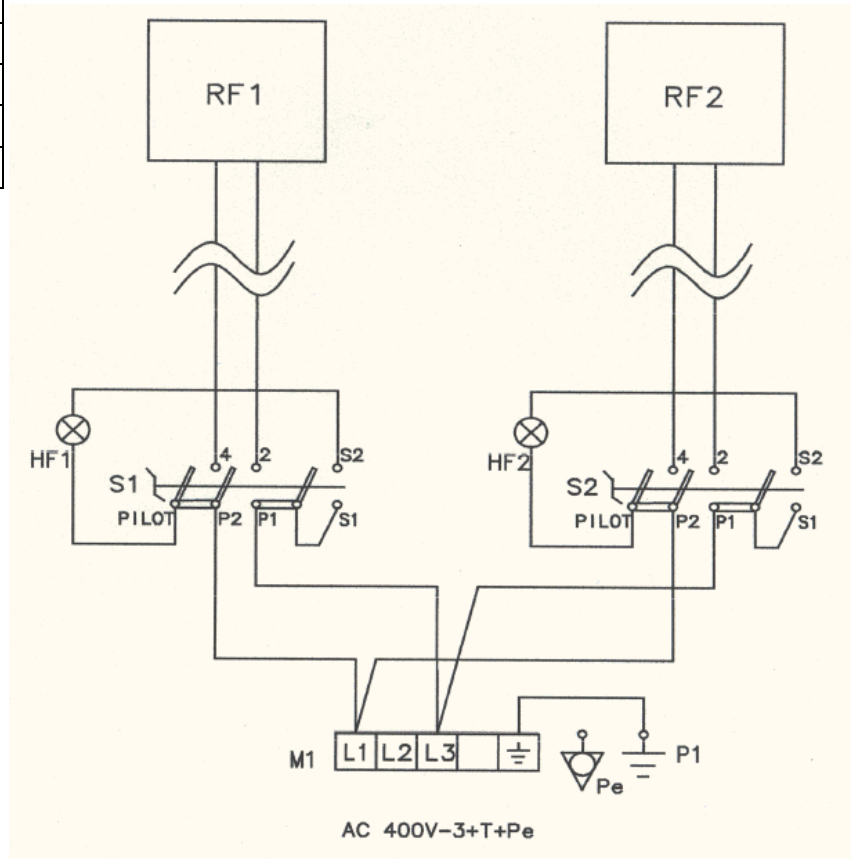 RF1
RF2
4
2
S2
HF1
S1
PILOT
P2
P1
S1
4
2
S2
HF2
S2
PILOT
P2
P1
S1
M1
L1
L2
L3
P1
Pe
AC 400V-3+T+Pe